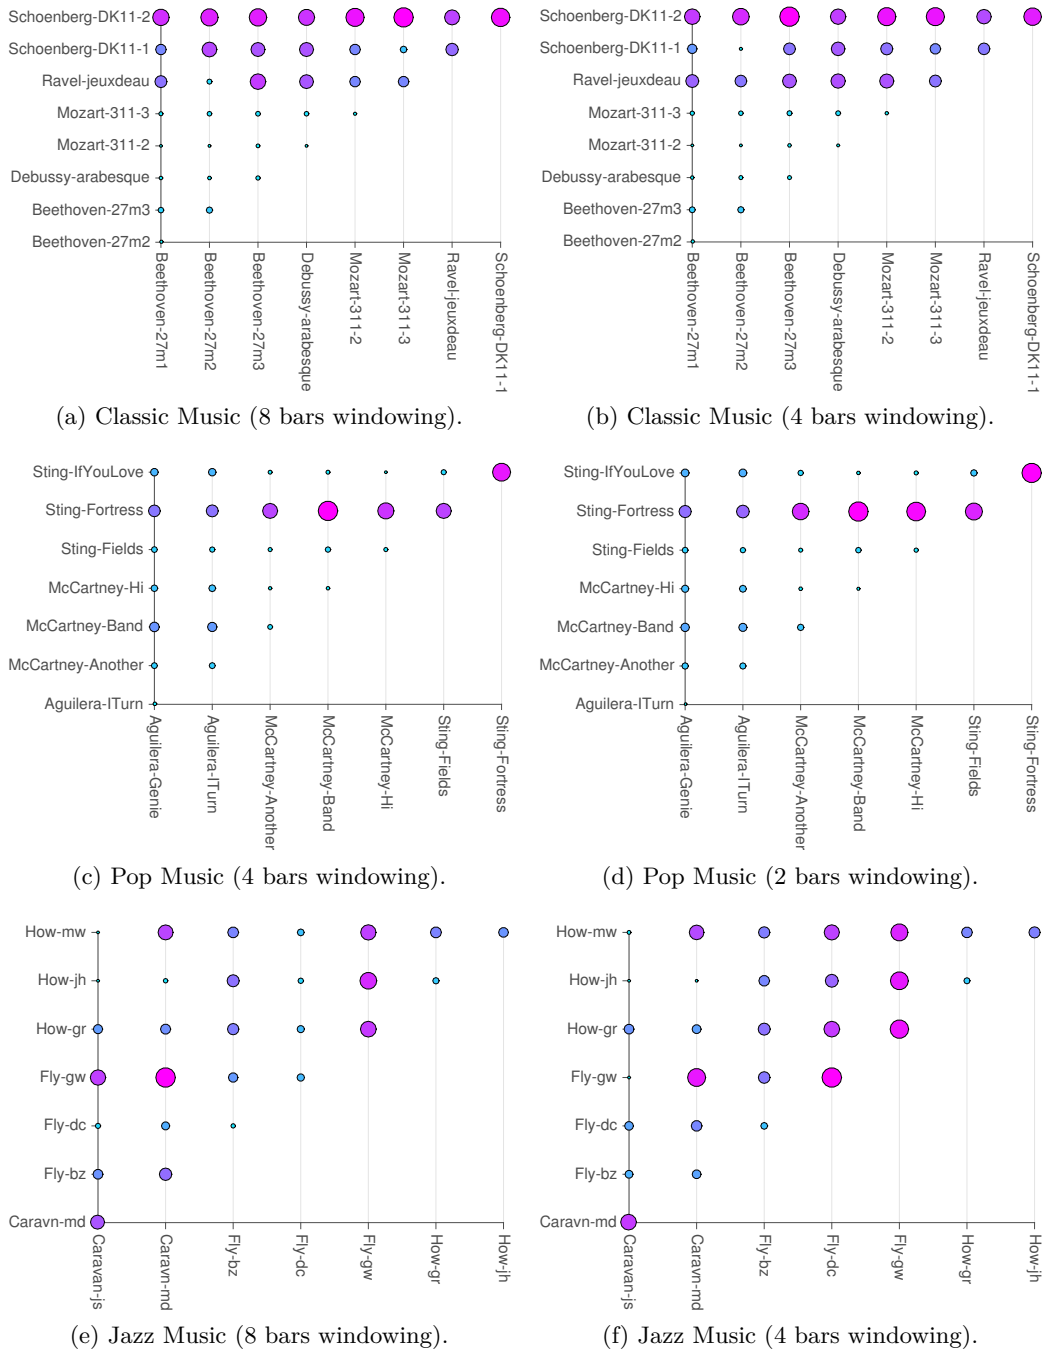 Schoenberg-DK11-2
Schoenberg-DK11-1
Ravel-jeuxdeau
Mozart-311-3
Mozart-311-2
Debussy-arabesque
Beethoven-27m3
Beethoven-27m2
Beethoven-27m1
Beethoven-27m2
Beethoven-27m3
Debussy-arabesque
Mozart-311-2
Mozart-311-3
Ravel-jeuxdeau
Schoenberg-DK11-1
(a) Classic Music (8 bars windowing).
Schoenberg-DK11-2
Schoenberg-DK11-1
Ravel-jeuxdeau
Mozart-311-3
Mozart-311-2
Debussy-arabesque
Beethoven-27m3
Beethoven-27m2
Beethoven-27m1
Beethoven-27m2
Beethoven-27m3
Debussy-arabesque
Mozart-311-2
Mozart-311-3
Ravel-jeuxdeau
Schoenberg-DK11-1
(b) Classic Music (4 bars windowing).
Sting-IfYouLove
Sting-Fortress
Sting-Fields
McCartney-Hi
McCartney-Band
McCartney-Another
Aguilera-ITurn
Aguilera-Genie
Aguilera-ITurn
McCartney-Another
McCartney-Band
McCartney-Hi
Sting-Fields
Sting-Fortress
(c) Pop Music (4 bars windowing).
Sting-IfYouLove
Sting-Fortress
Sting-Fields
McCartney-Hi
McCartney-Band
McCartney-Another
Aguilera-ITurn
Aguilera-Genie
Aguilera-ITurn
McCartney-Another
McCartney-Band
McCartney-Hi
Sting-Fields
Sting-Fortress
(d) Pop Music (2 bars windowing).
How-mw
How-jh
How-gr
Fly-gw
Fly-dc
Fly-bz
Caravn-md
Caravan-js
Caravn-md
Fly-bz
Fly-dc
Fly-gw
How-gr
How-jh
(e) Jazz Music (8 bars windowing).
How-mw
How-jh
How-gr
Fly-gw
Fly-dc
Fly-bz
Caravn-md
Caravan-js
Caravn-md
Fly-bz
Fly-dc
Fly-gw
How-gr
How-jh
(f) Jazz Music (4 bars windowing).